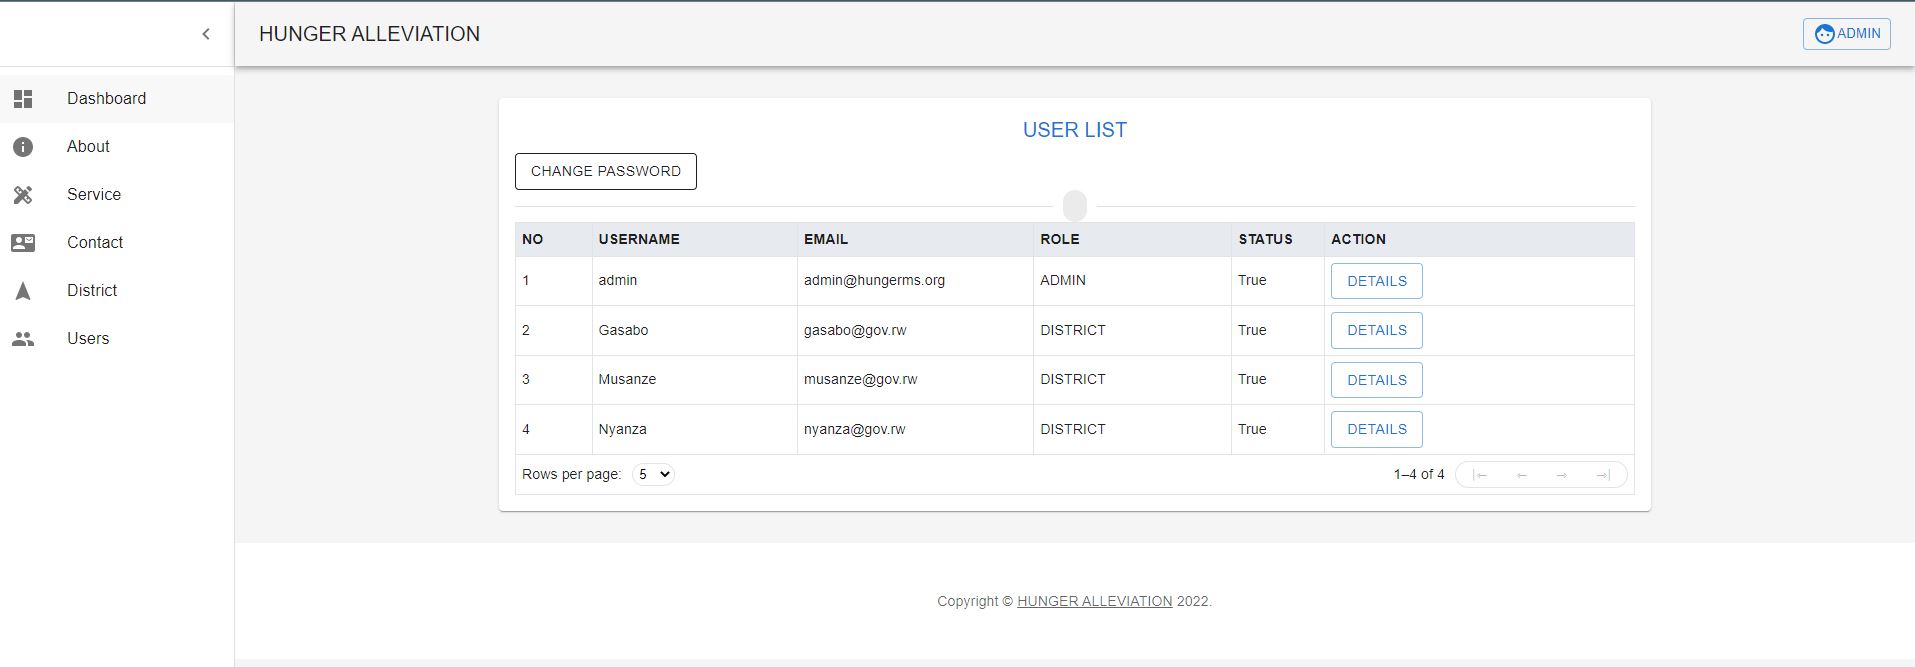 HUNGER ALLEVIATION
ADMIN
Dashboard
About
Service
Contact
District
Users
USER LIST
CHANGE PASSWORD
NO USERNAME EMAIL ROLE STATUS ACTION
1 admin admin@hungerms.org ADMIN True DETAILS
2 Gasabo gasabo@gov.rw DISTRICT True DETAILS
3 Musanze musanze@gov.rw DISTRICT True DETAILS
4 Nyanza nyanza@gov.rw DISTRICT True DETAILS
Rows per page: 5 1–4 of 4
Copyright © HUNGER ALLEVIATION 2022.